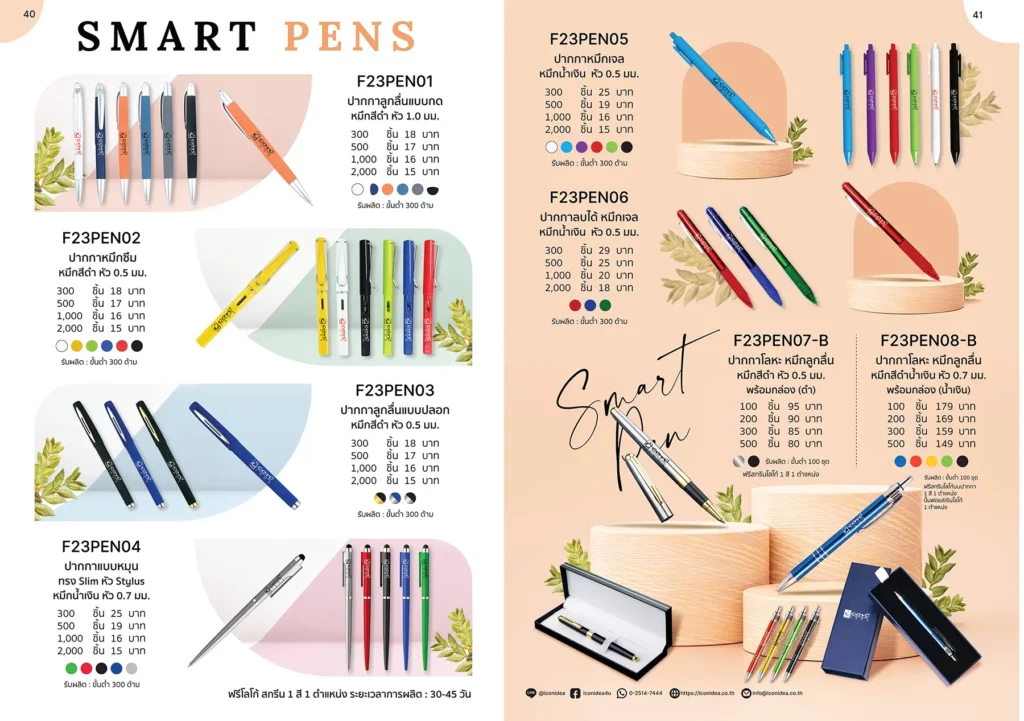 40
SMART PENS
F23PEN01
ปากกาลูกลื่นแบบกด
หมึกสีดำ หัว 1.0 มม.
300 ชิ้น 18 บาท
500 ชิ้น 17 บาท
1,000 ชิ้น 16 บาท
2,000 ชิ้น 15 บาท
รับผลิต : ขั้นต่ำ 300 ด้าม
F23PEN02
ปากกาหมึกซึม
หมึกสีดำ หัว 0.5 มม.
300 ชิ้น 18 บาท
500 ชิ้น 17 บาท
1,000 ชิ้น 16 บาท
2,000 ชิ้น 15 บาท
รับผลิต : ขั้นต่ำ 300 ด้าม
F23PEN03
ปากกาลูกลื่นแบบปลอก
หมึกสีดำ หัว 0.5 มม.
300 ชิ้น 18 บาท
500 ชิ้น 17 บาท
1,000 ชิ้น 16 บาท
2,000 ชิ้น 15 บาท
รับผลิต : ขั้นต่ำ 300 ด้าม
F23PEN04
ปากกาแบบหมุน
ทรง Slim หัว Stylus
หมึกน้ำเงิน หัว 0.7 มม.
300 ชิ้น 25 บาท
500 ชิ้น 19 บาท
1,000 ชิ้น 16 บาท
2,000 ชิ้น 15 บาท
รับผลิต : ขั้นต่ำ 300 ด้าม
ฟรีโลโก้ สกรีน 1 สี 1 ตำแหน่ง ระยะเวลาการผลิต : 30-45 วัน
41
F23PEN05
ปากกาหมึกเจล
หมึกน้ำเงิน หัว 0.5 มม.
300 ชิ้น 25 บาท
500 ชิ้น 19 บาท
1,000 ชิ้น 16 บาท
2,000 ชิ้น 15 บาท
รับผลิต : ขั้นต่ำ 300 ด้าม
F23PEN06
ปากกาลบได้ หมึกเจล
หมึกน้ำเงิน หัว 0.5 มม.
300 ชิ้น 29 บาท
500 ชิ้น 25 บาท
1,000 ชิ้น 20 บาท
2,000 ชิ้น 18 บาท
รับผลิต : ขั้นต่ำ 300 ด้าม
Smart
Pen
F23PEN07-B
ปากกาโลหะ หมึกลูกลื่น
หมึกสีดำ หัว 0.5 มม.
พร้อมกล่อง (ดำ)
100 ชิ้น 95 บาท
200 ชิ้น 90 บาท
300 ชิ้น 85 บาท
500 ชิ้น 80 บาท
รับผลิต : ขั้นต่ำ 100 ชุด
ฟรีสกรีนโลโก้ 1 สี 1 ตำแหน่ง
F23PEN08-B
ปากกาโลหะ หมึกลูกลื่น
หมึกสีดำน้ำเงิน หัว 0.7 มม.
พร้อมกล่อง (น้ำเงิน)
100 ชิ้น 179 บาท
200 ชิ้น 169 บาท
300 ชิ้น 159 บาท
500 ชิ้น 149 บาท
รับผลิต : ขั้นต่ำ 100 ชุด
ฟรีสกรีนโลโก้บนปากกา
1 สี 1 ตำแหน่ง
ปั๊มฟอยล์เงินโลโก้
1 ตำแหน่ง
@iconidea iconidea4u 0-2514-7444 https://iconidea.co.th info@iconidea.co.th